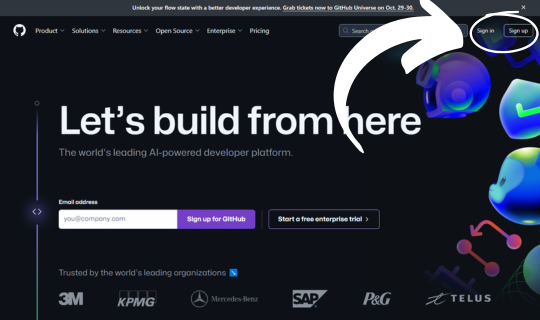 Unlock your flow state with a better developer experience. Grab tickets now to GitHub Universe on Oct. 29-30.
Product Solutions Resources Open Source Enterprise Pricing Search Sign in Sign up
Let's build from here
The world's leading AI-powered developer platform.
Email address
you@company.com Sign up for GitHub Start a free enterprise trial
Trusted by the world's leading organizations
3M KPMG Mercedes-Benz SAP P&G TELUS